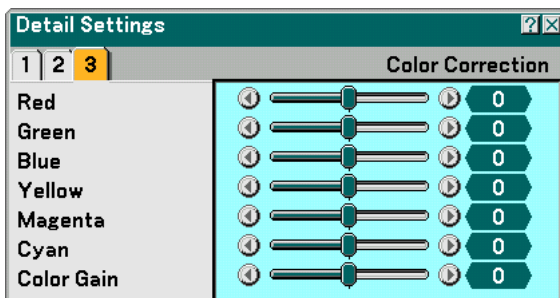 Detail Settings
1 2 3 Color Correction
Red 0
Green 0
Blue 0
Yellow 0
Magenta 0
Cyan 0
Color Gain 0